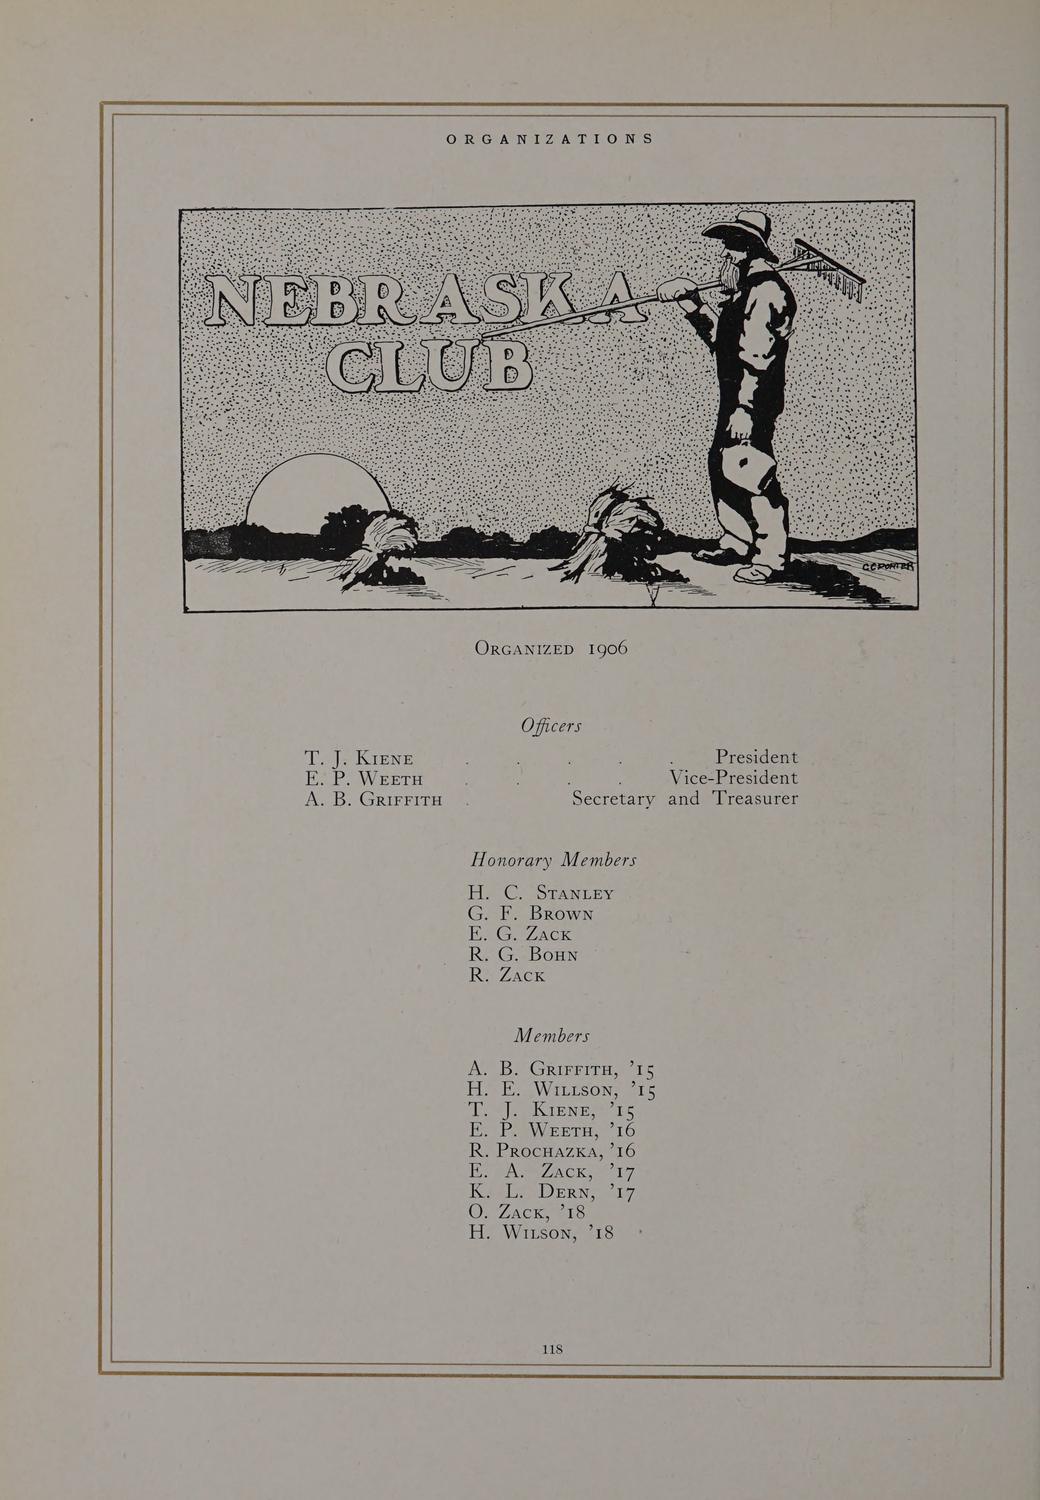 ORGANIZATIONS
NEBRASKA
CLUB
C.C. PORTER
ORGANIZED 1906
Officers
T. J. KIENE . . . . . President
E. P. WEETH . . . . Vice-President
A. B. GRIFFITH . Secretary and Treasurer
Honorary Members
H. C. STANLEY
G. F. BROWN
E. G. ZACK
R. G. BOHN
R. ZACK
Members
A. B. GRIFFITH, ’15
H. E. WILLSON, ’15
T. J. KIENE, ’15
E. P. WEETH, ’16
R. PROCHAZKA, ’16
E. A. ZACK, ’17
K. L. DERN, ’17
O. ZACK, ’18
H. WILSON, ’18
118